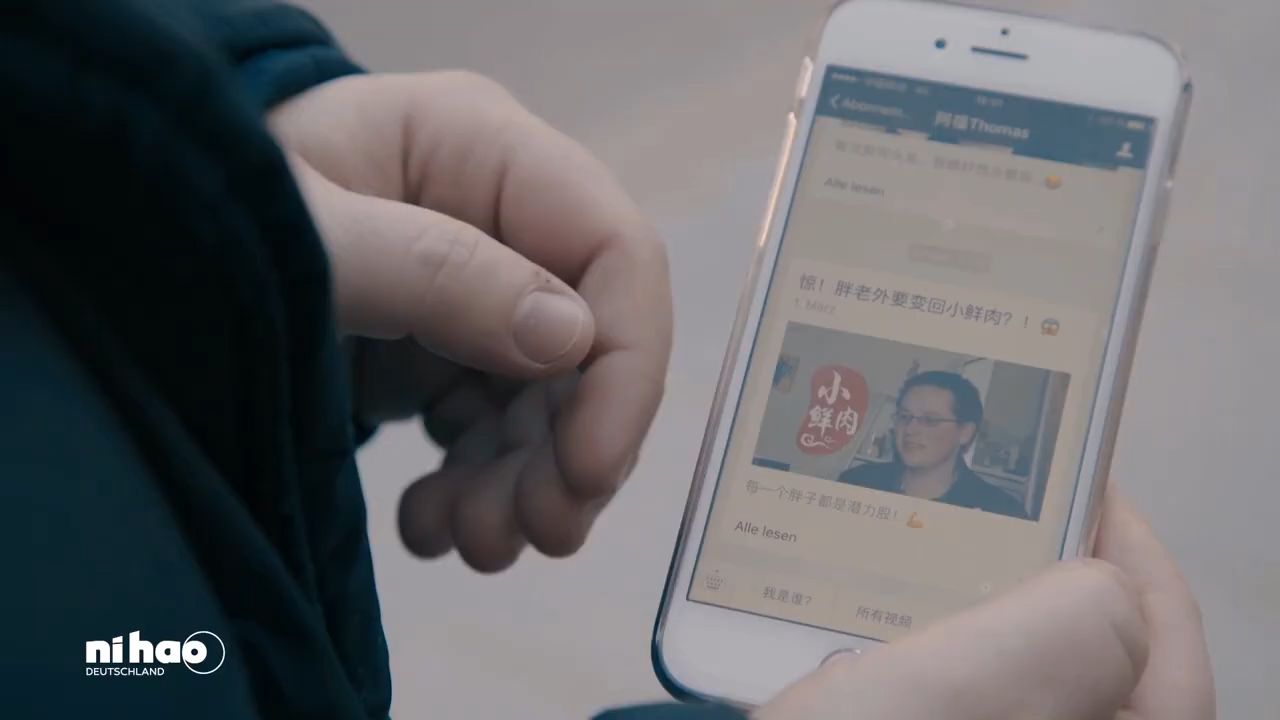 阿福Thomas
Alle lesen
惊！胖老外要变回小鲜肉？！😱
小
鲜肉
每一个胖子都是潜力股！💪
Alle lesen
我是谁?
所有视频
ni hao
DEUTSCHLAND